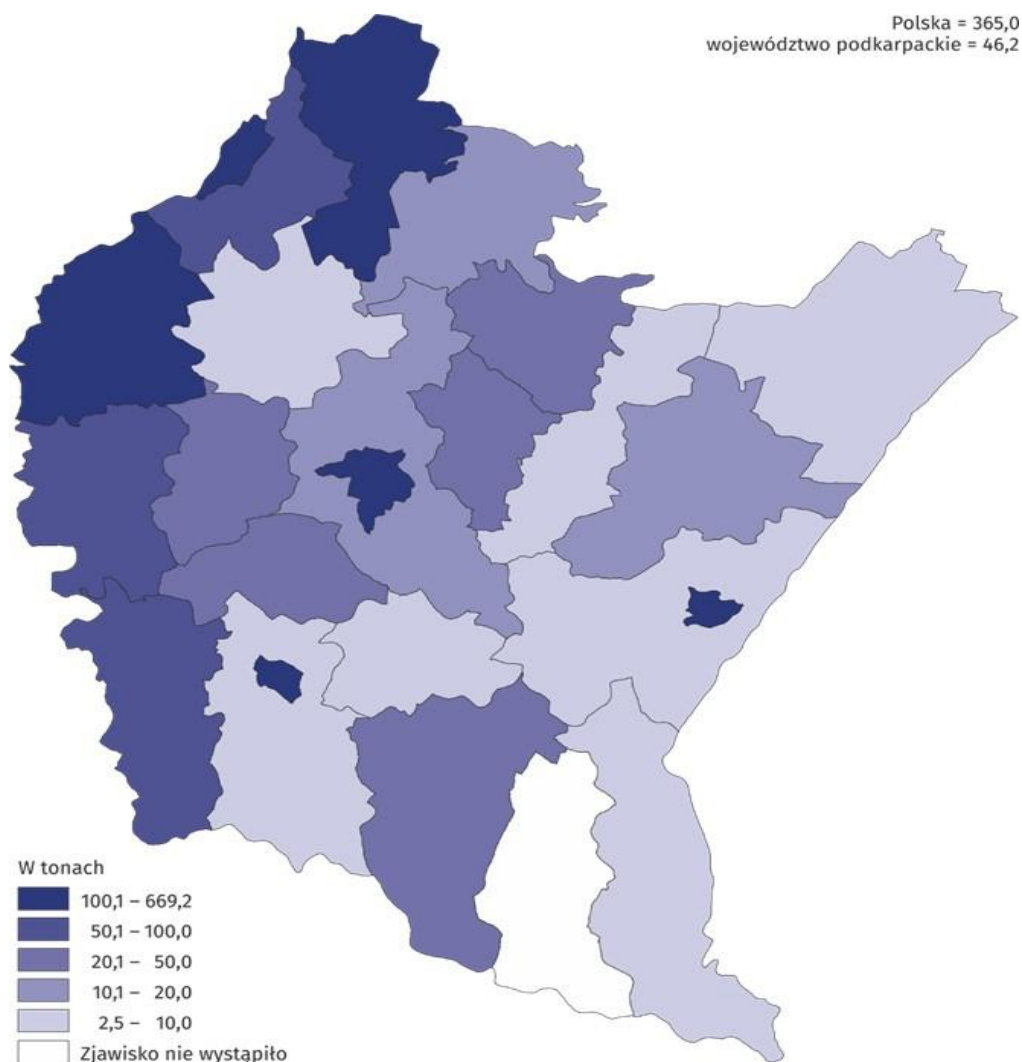 Polska = 365,0
województwo podkarpackie = 46,2
W tonach
100,1 – 669,2
50,1 – 100,0
20,1 – 50,0
10,1 – 20,0
2,5 – 10,0
Zjawisko nie wystąpiło